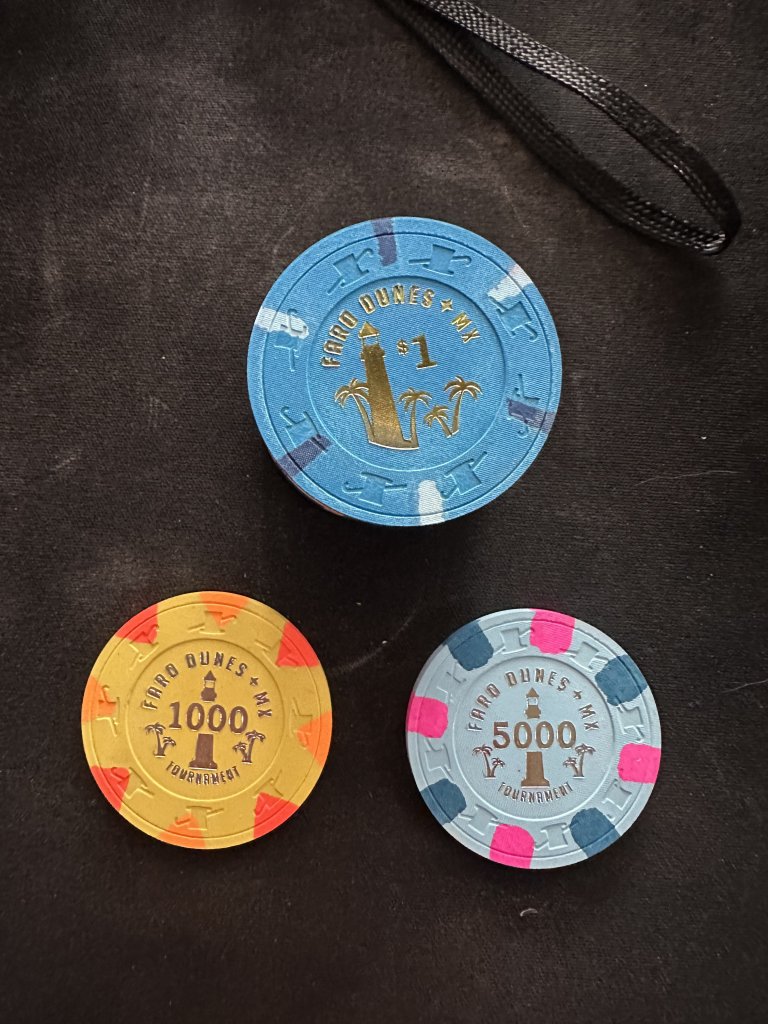 FARO DUNES ✦ MX
$1
FARO DUNES ✦ MX
1000
TOURNAMENT
FARO DUNES ✦ MX
5000
TOURNAMENT